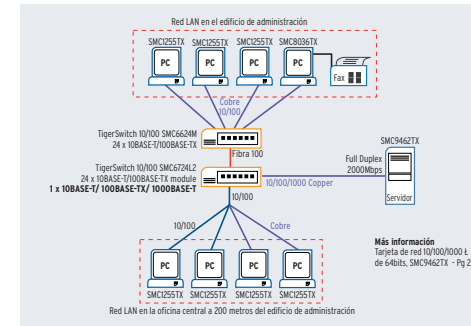 Red LAN en el edificio de administración
SMC1255TX SMC1255TX SMC1255TX SMC8036TX
PC PC PC PC
Fax
Cobre
10/100
TigerSwitch 10/100 SMC6624M
24 x 10BASE-T/100BASE-TX
Fibra 100
SMC9462TX
TigerSwitch 10/100 SMC6724L2
24 x 10BASE-T/100BASE-TX module
1 x 10BASE-T/ 100BASE-TX/ 1000BASE-T
Full Duplex
2000Mbps
10/100/1000 Copper
Servidor
10/100
10/100
Cobre
PC PC PC PC
SMC1255TX SMC1255TX SMC1255TX SMC1255TX
Red LAN en la oficina central a 200 metros del edificio de administración
Más información
Tarjeta de red 10/100/1000 Ł
de 64bits, SMC9462TX - Pg 2